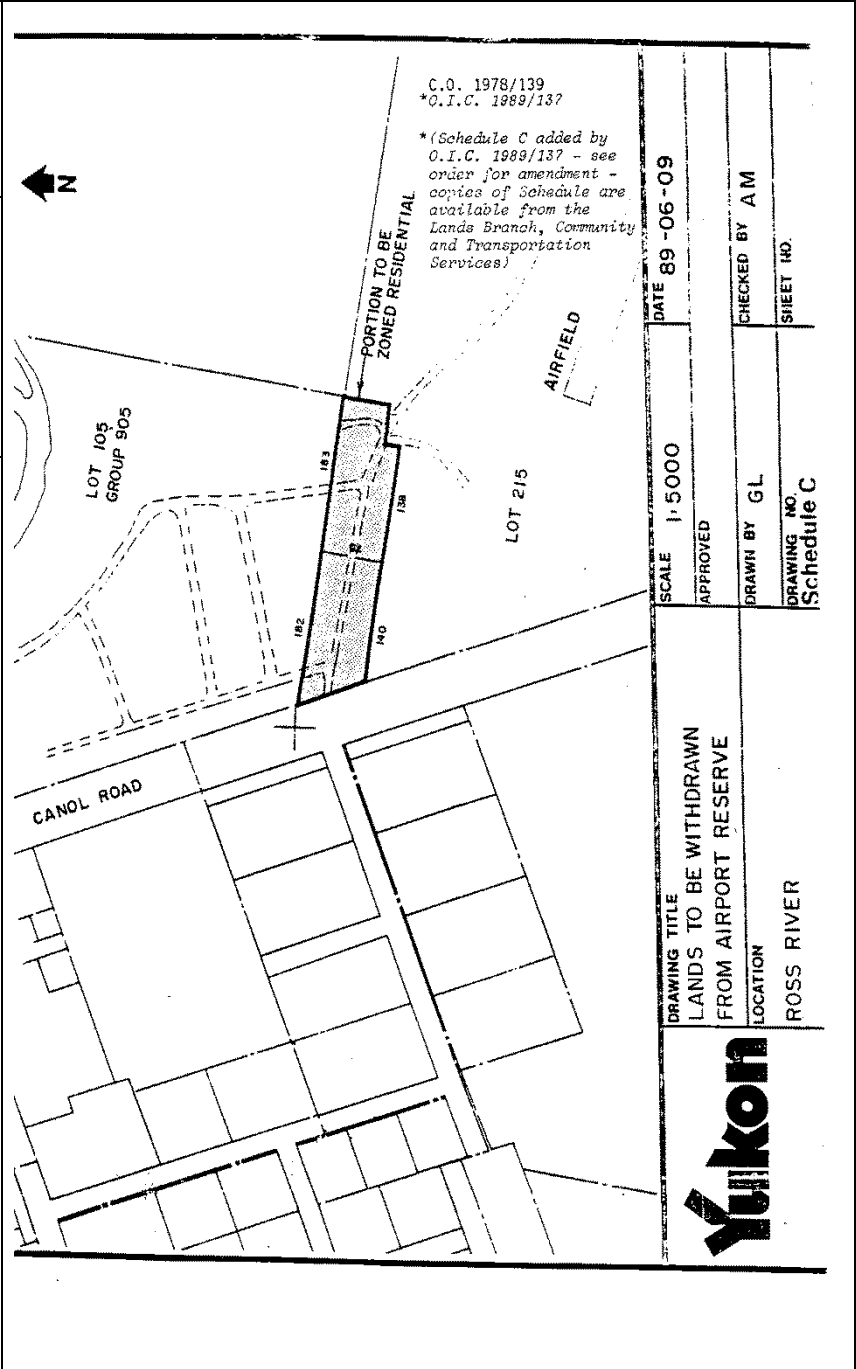 C.O. 1978/139
*O.I.C. 1989/137
*(Schedule C added by
O.I.C. 1989/137 - see
order for amendment -
copies of Schedule are
available from the
Lands Branch, Community
and Transportation
Services)
N
PORTION TO BE
ZONED RESIDENTIAL
LOT 105
GROUP 905
183
138
182
140
AIRFIELD
LOT 215
CANOL ROAD
Yukon
DRAWING TITLE
LANDS TO BE WITHDRAWN
FROM AIRPORT RESERVE
LOCATION
ROSS RIVER
SCALE 1:5000
DATE 89-06-09
APPROVED
DRAWN BY GL
CHECKED BY AM
DRAWING NO.
Schedule C
SHEET NO.